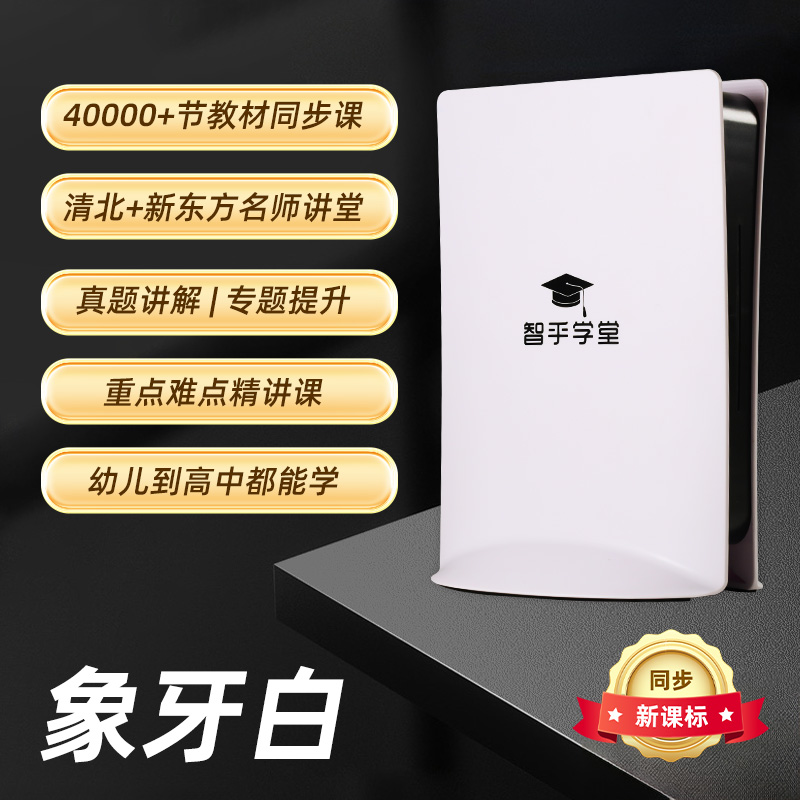 40000+节教材同步课
清北+新东方名师讲堂
真题讲解 | 专题提升
重点难点精讲课
幼儿到高中都能学
智乎学堂
象牙白
同步
新课标